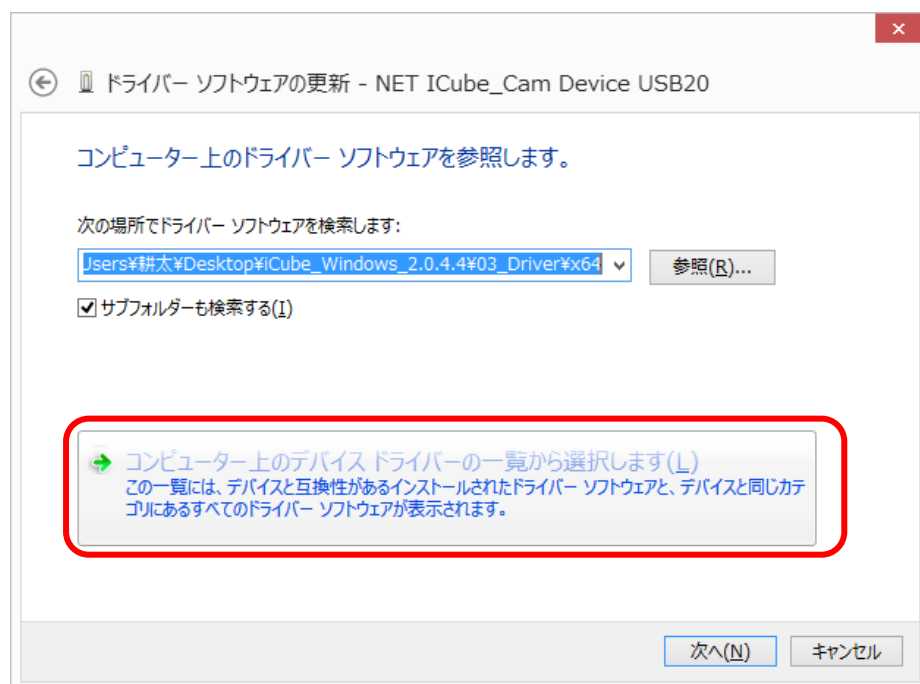 ドライバー ソフトウェアの更新 - NET ICube_Cam Device USB20
コンピューター上のドライバー ソフトウェアを参照します。
次の場所でドライバー ソフトウェアを検索します:
Users¥耕太¥Desktop¥iCube_Windows_2.0.4.4¥03_Driver¥x64
参照(R)...
サブフォルダーも検索する(I)
コンピューター上のデバイス ドライバーの一覧から選択します(L)
この一覧には、デバイスと互換性があるインストールされたドライバー ソフトウェアと、デバイスと同じカテ
ゴリにあるすべてのドライバー ソフトウェアが表示されます。
次へ(N)
キャンセル